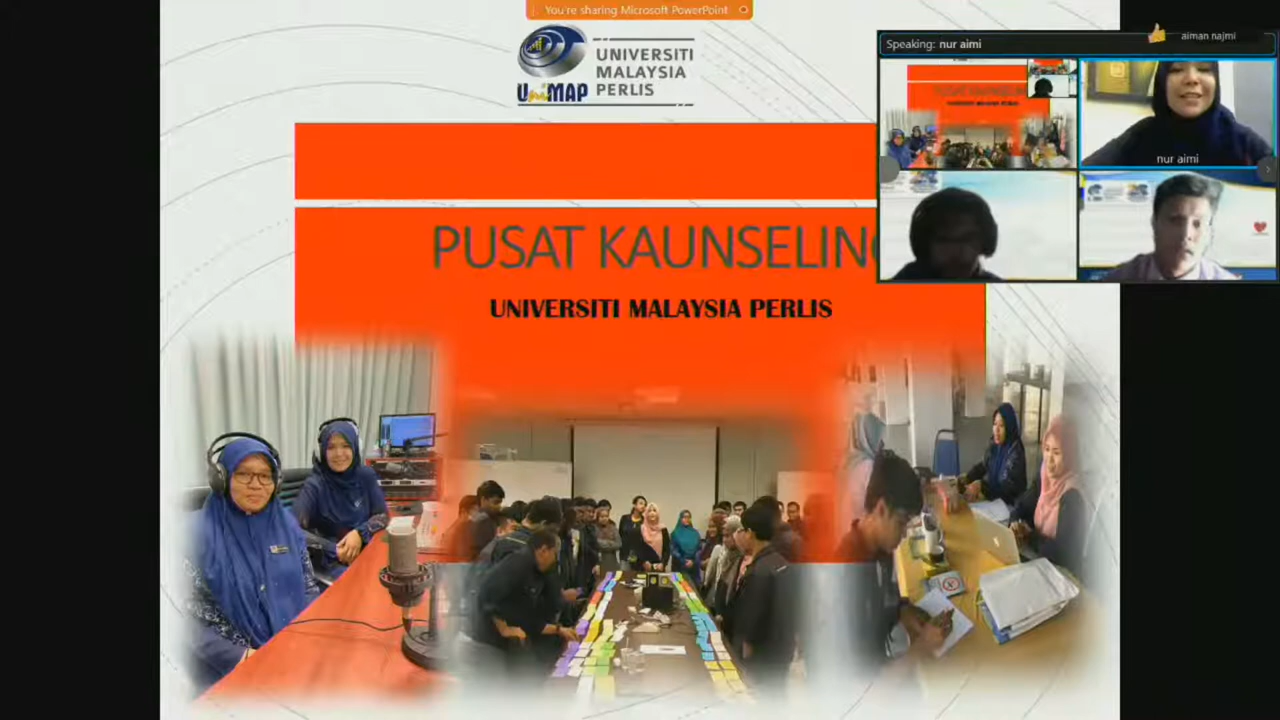 You're sharing Microsoft PowerPoint
UniMAP
UNIVERSITI
MALAYSIA
PERLIS
Speaking: nur aimi
aiman najmi
nur aimi
PUSAT KAUNSELING
UNIVERSITI MALAYSIA PERLIS